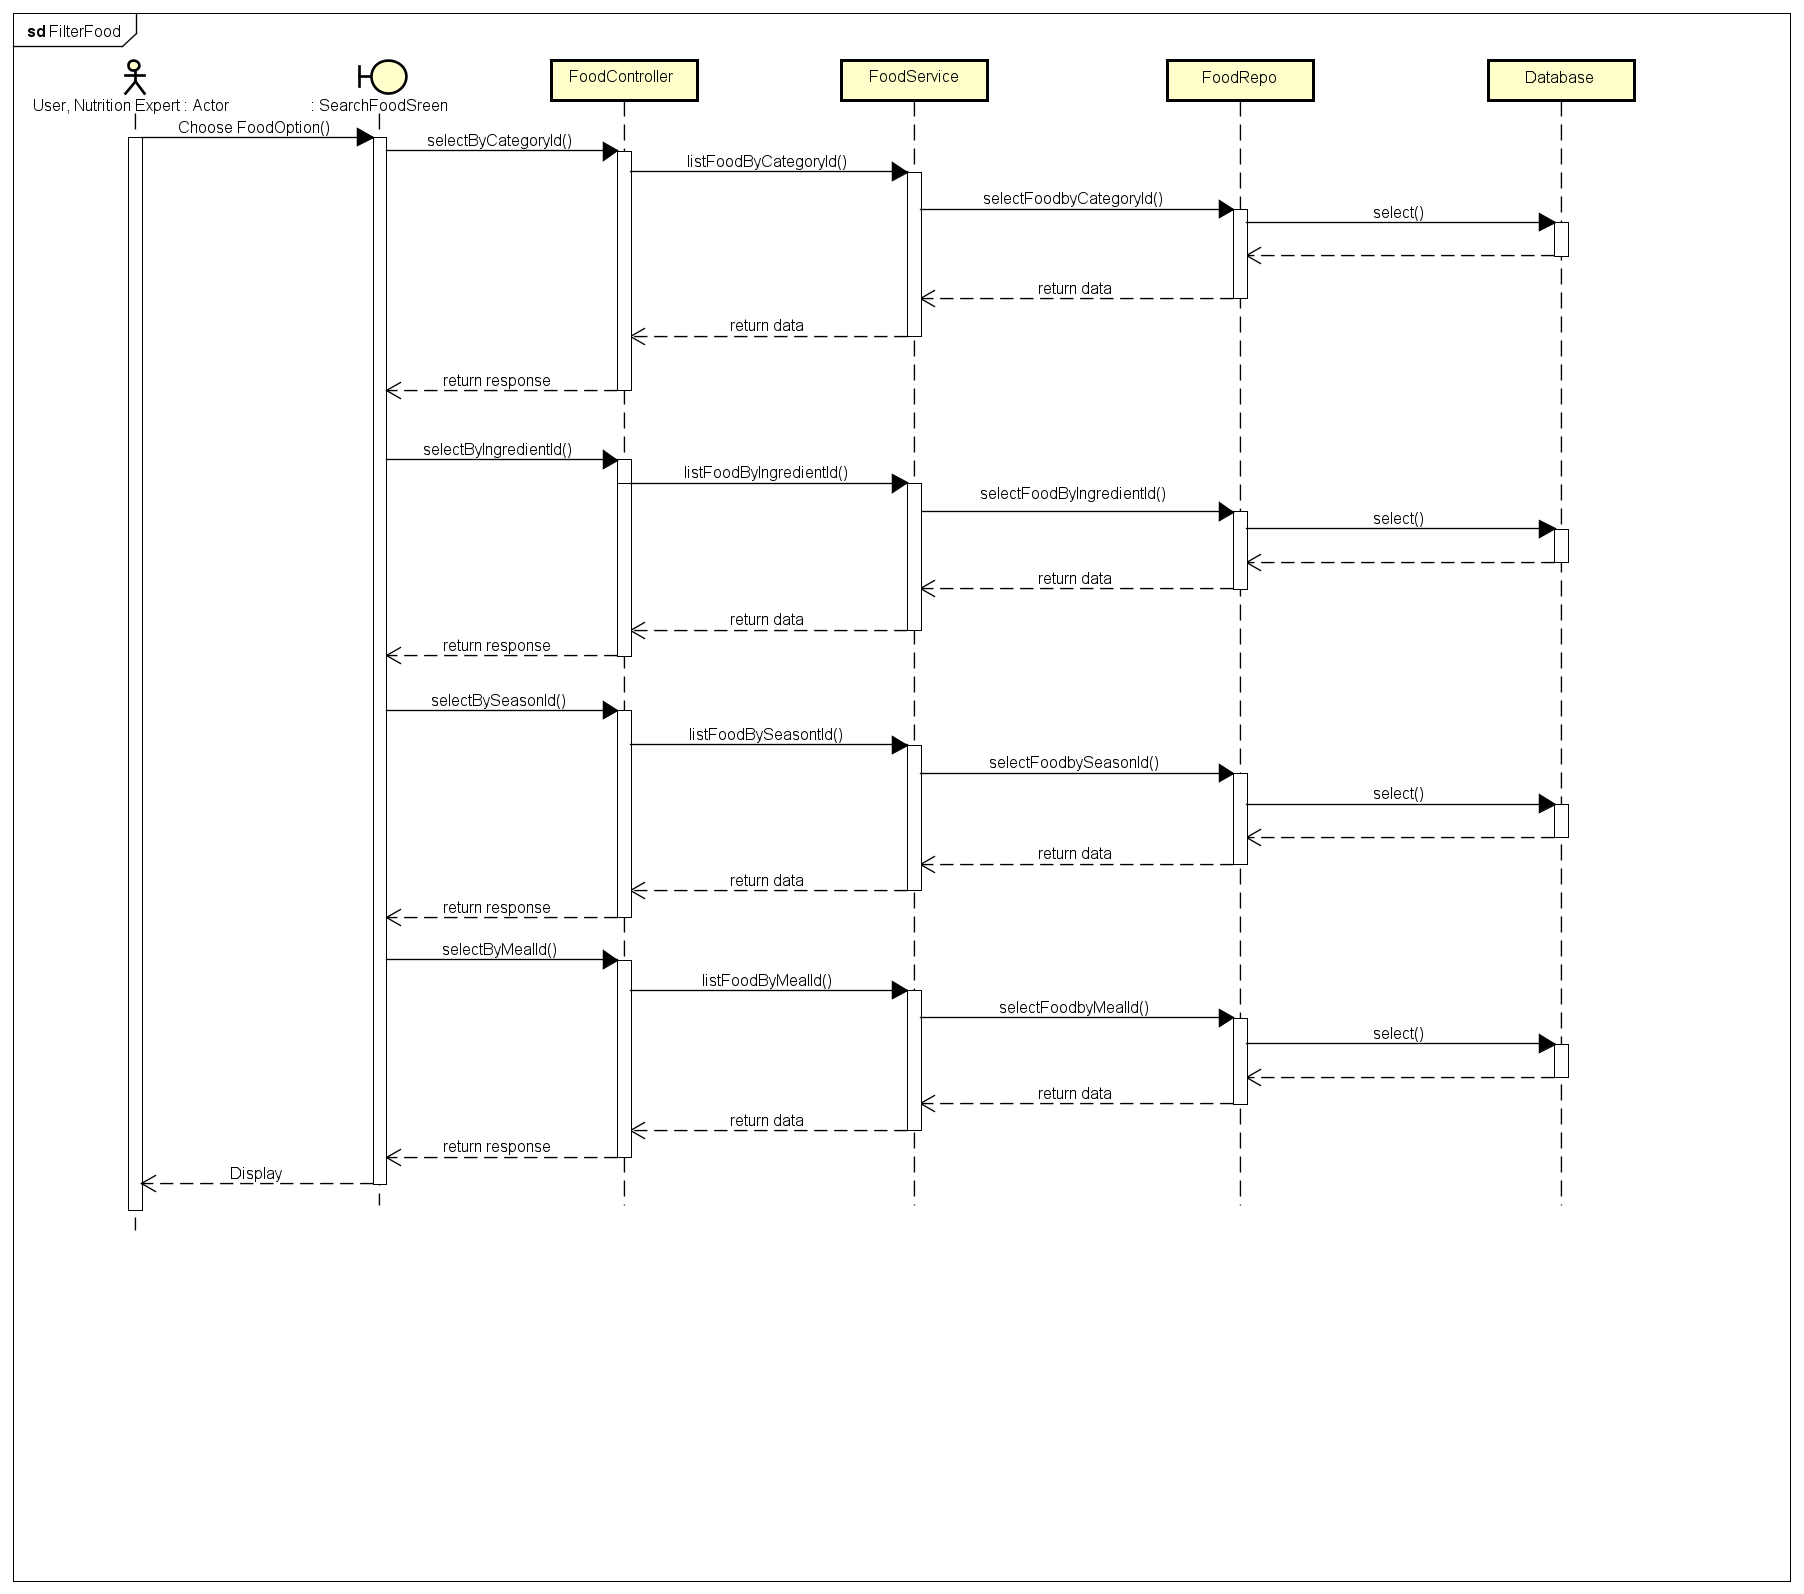 sd FilterFood
User, Nutrition Expert : Actor
: SearchFoodSreen
FoodController
FoodService
FoodRepo
Database
Choose FoodOption()
selectByCategoryId()
listFoodByCategoryId()
selectFoodbyCategoryId()
select()
return data
return data
return response
selectByIngredientId()
listFoodByIngredientId()
selectFoodByIngredientId()
select()
return data
return data
return response
selectBySeasonId()
listFoodBySeasontId()
selectFoodbySeasonId()
select()
return data
return data
return response
selectByMealId()
listFoodByMealId()
selectFoodbyMealId()
select()
return data
return data
return response
Display